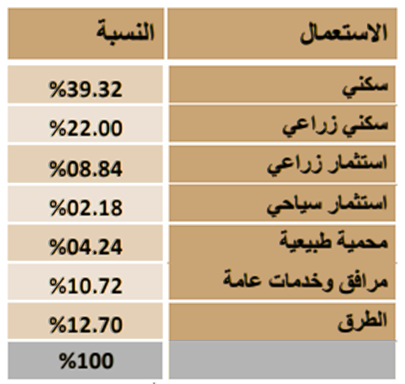 الاستعمال النسبة
سكني %39.32
سكني زراعي %22.00
استثمار زراعي %08.84
استثمار سياحي %02.18
محمية طبيعية %04.24
مرافق وخدمات عامة %10.72
الطرق %12.70
%100